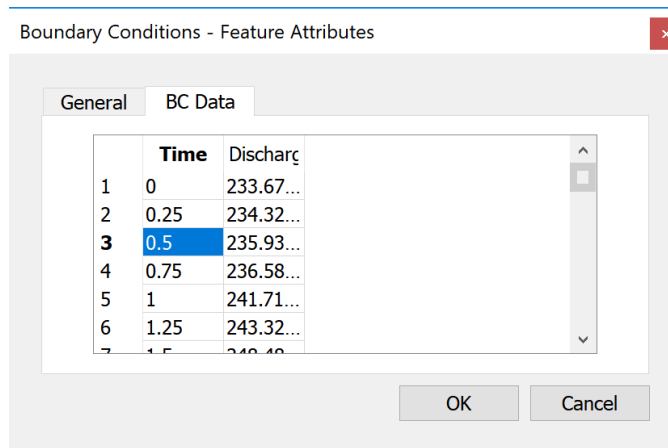 Boundary Conditions - Feature Attributes
General BC Data
Time Discharg
1 0 233.67...
2 0.25 234.32...
3 0.5 235.93...
4 0.75 236.58...
5 1 241.71...
6 1.25 243.32...
OK Cancel